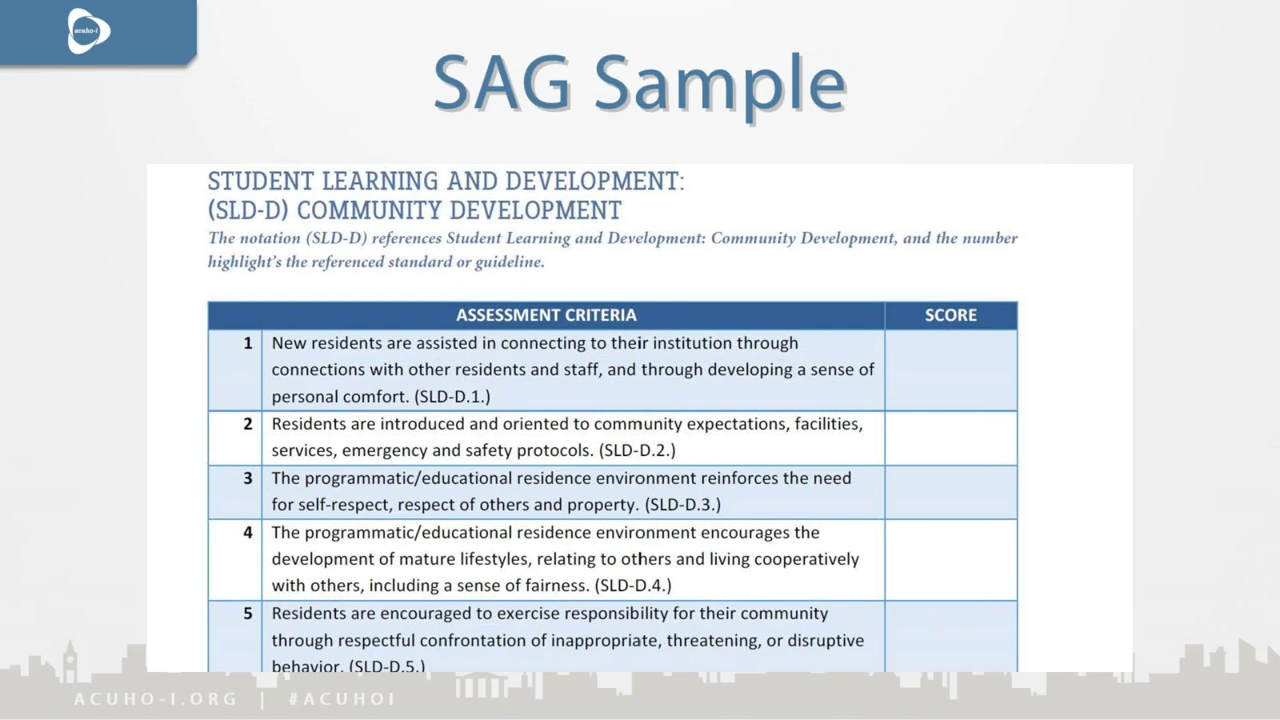 acuho-i
SAG Sample
STUDENT LEARNING AND DEVELOPMENT:
(SLD-D) COMMUNITY DEVELOPMENT
The notation (SLD-D) references Student Learning and Development: Community Development, and the number
highlight's the referenced standard or guideline.
ASSESSMENT CRITERIA SCORE
1 New residents are assisted in connecting to their institution through
connections with other residents and staff, and through developing a sense of
personal comfort. (SLD-D.1.)
2 Residents are introduced and oriented to community expectations, facilities,
services, emergency and safety protocols. (SLD-D.2.)
3 The programmatic/educational residence environment reinforces the need
for self-respect, respect of others and property. (SLD-D.3.)
4 The programmatic/educational residence environment encourages the
development of mature lifestyles, relating to others and living cooperatively
with others, including a sense of fairness. (SLD-D.4.)
5 Residents are encouraged to exercise responsibility for their community
through respectful confrontation of inappropriate, threatening, or disruptive
behavior. (SLD-D.5.)
ACUHO-I.ORG | #ACUHOI